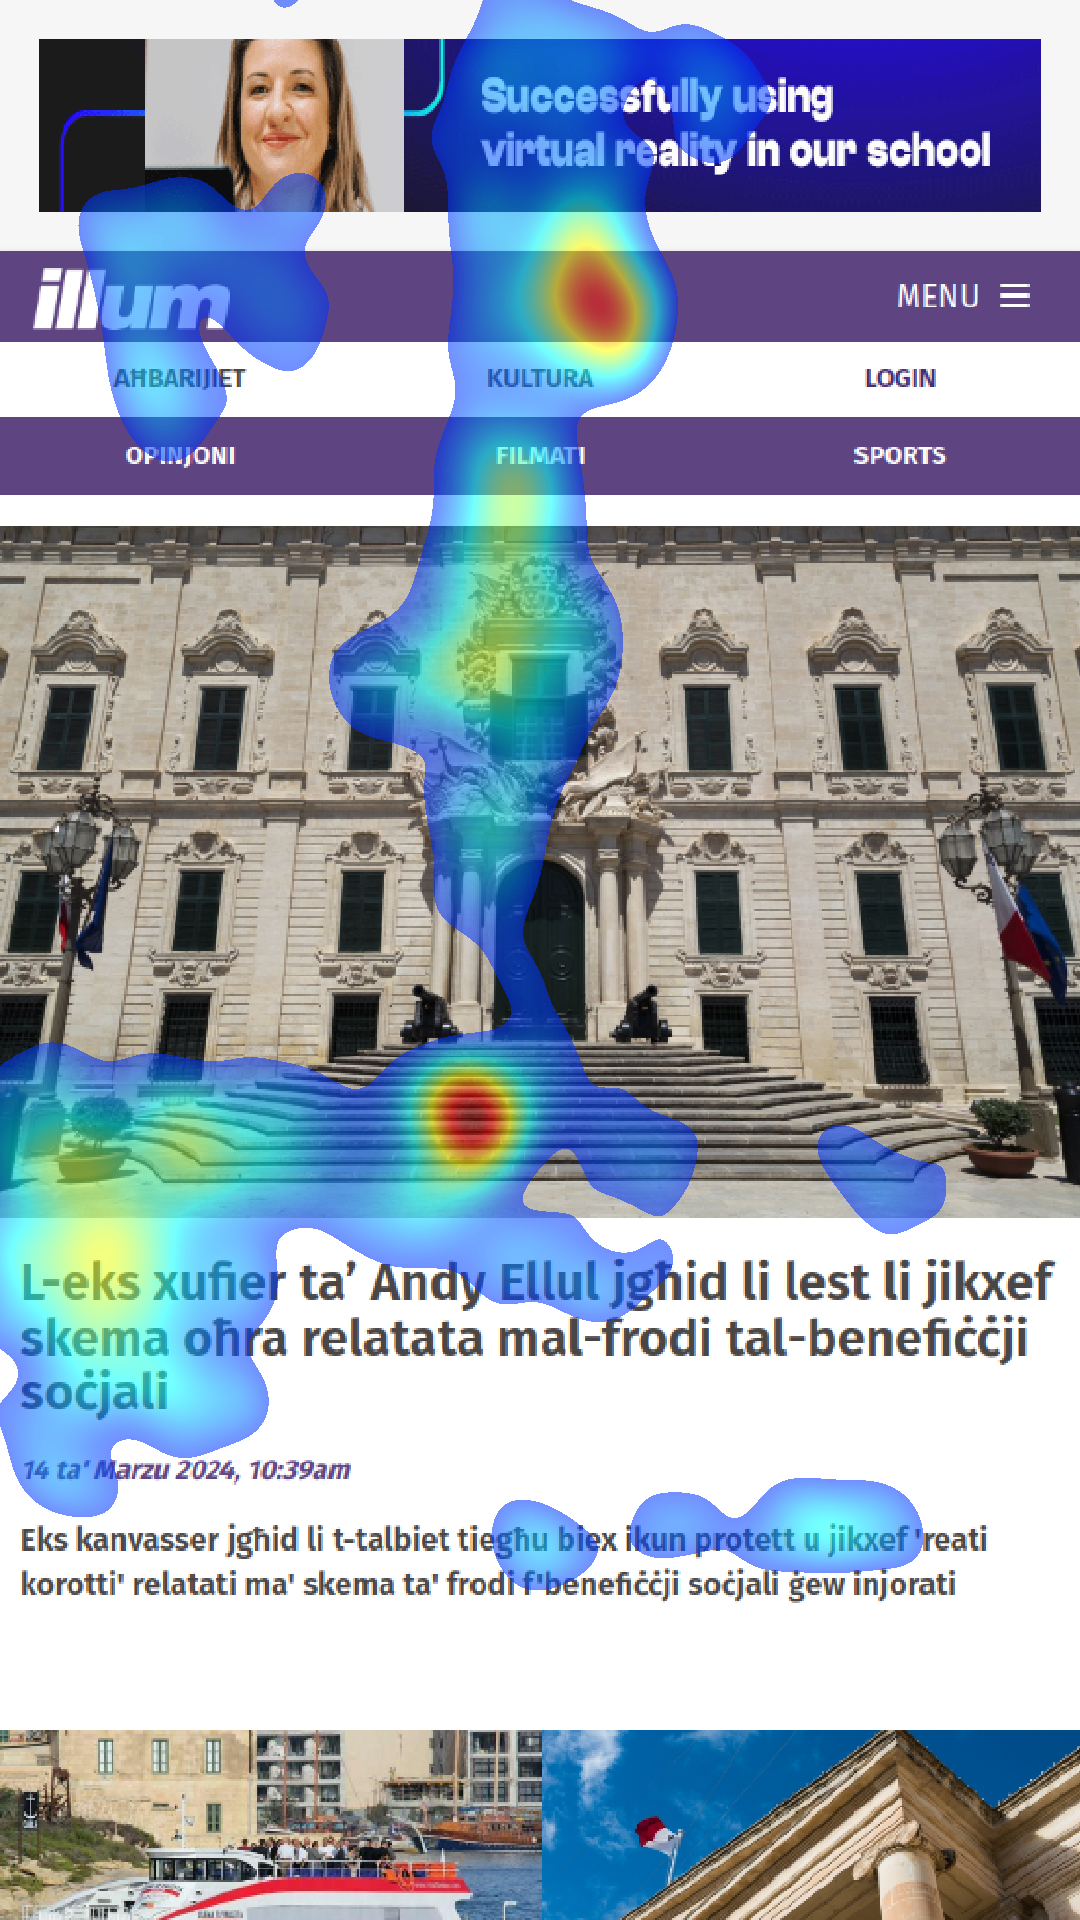 Successfully using
virtual reality in our school
illum
MENU
AĦBARIJIET
KULTURA
LOGIN
OPINJONI
FILMATI
SPORTS
L-eks xufier ta’ Andy Ellul jgħid li lest li jikxef
skema oħra relatata mal-frodi tal-benefiċċji
soċjali
14 ta’ Marzu 2024, 10:39am
Eks kanvasser jgħid li t-talbiet tiegħu biex ikun protett u jikxef 'reati
korotti' relatati ma' skema ta' frodi f'benefiċċji soċjali ġew injorati